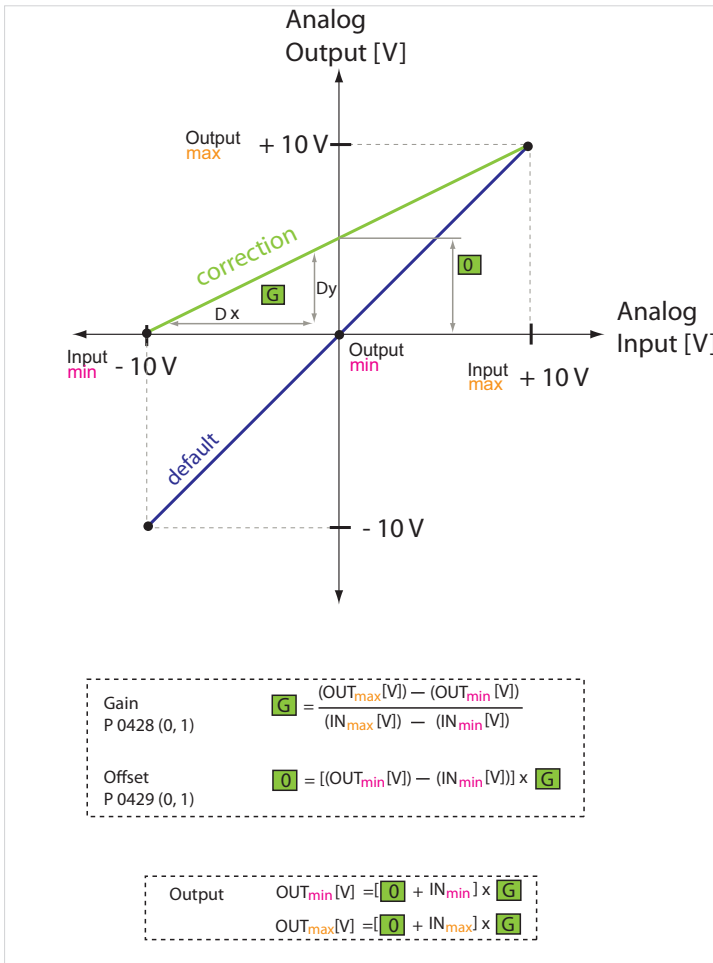 Analog
Output [V]
Output
max
+ 10 V
correction
G
Dy
0
D x
Analog
Input [V]
Input
min
- 10 V
Output
min
Input
max
+ 10 V
default
- 10 V
Gain
P 0428 (0, 1)
G = (OUTmax[V]) — (OUTmin[V])
(INmax[V]) — (INmin[V])
Offset
P 0429 (0, 1)
0 = [(OUTmin[V]) — (INmin[V])] x G
Output
OUTmin[V] =[ 0 + INmin] x G
OUTmax[V] =[ 0 + INmax] x G